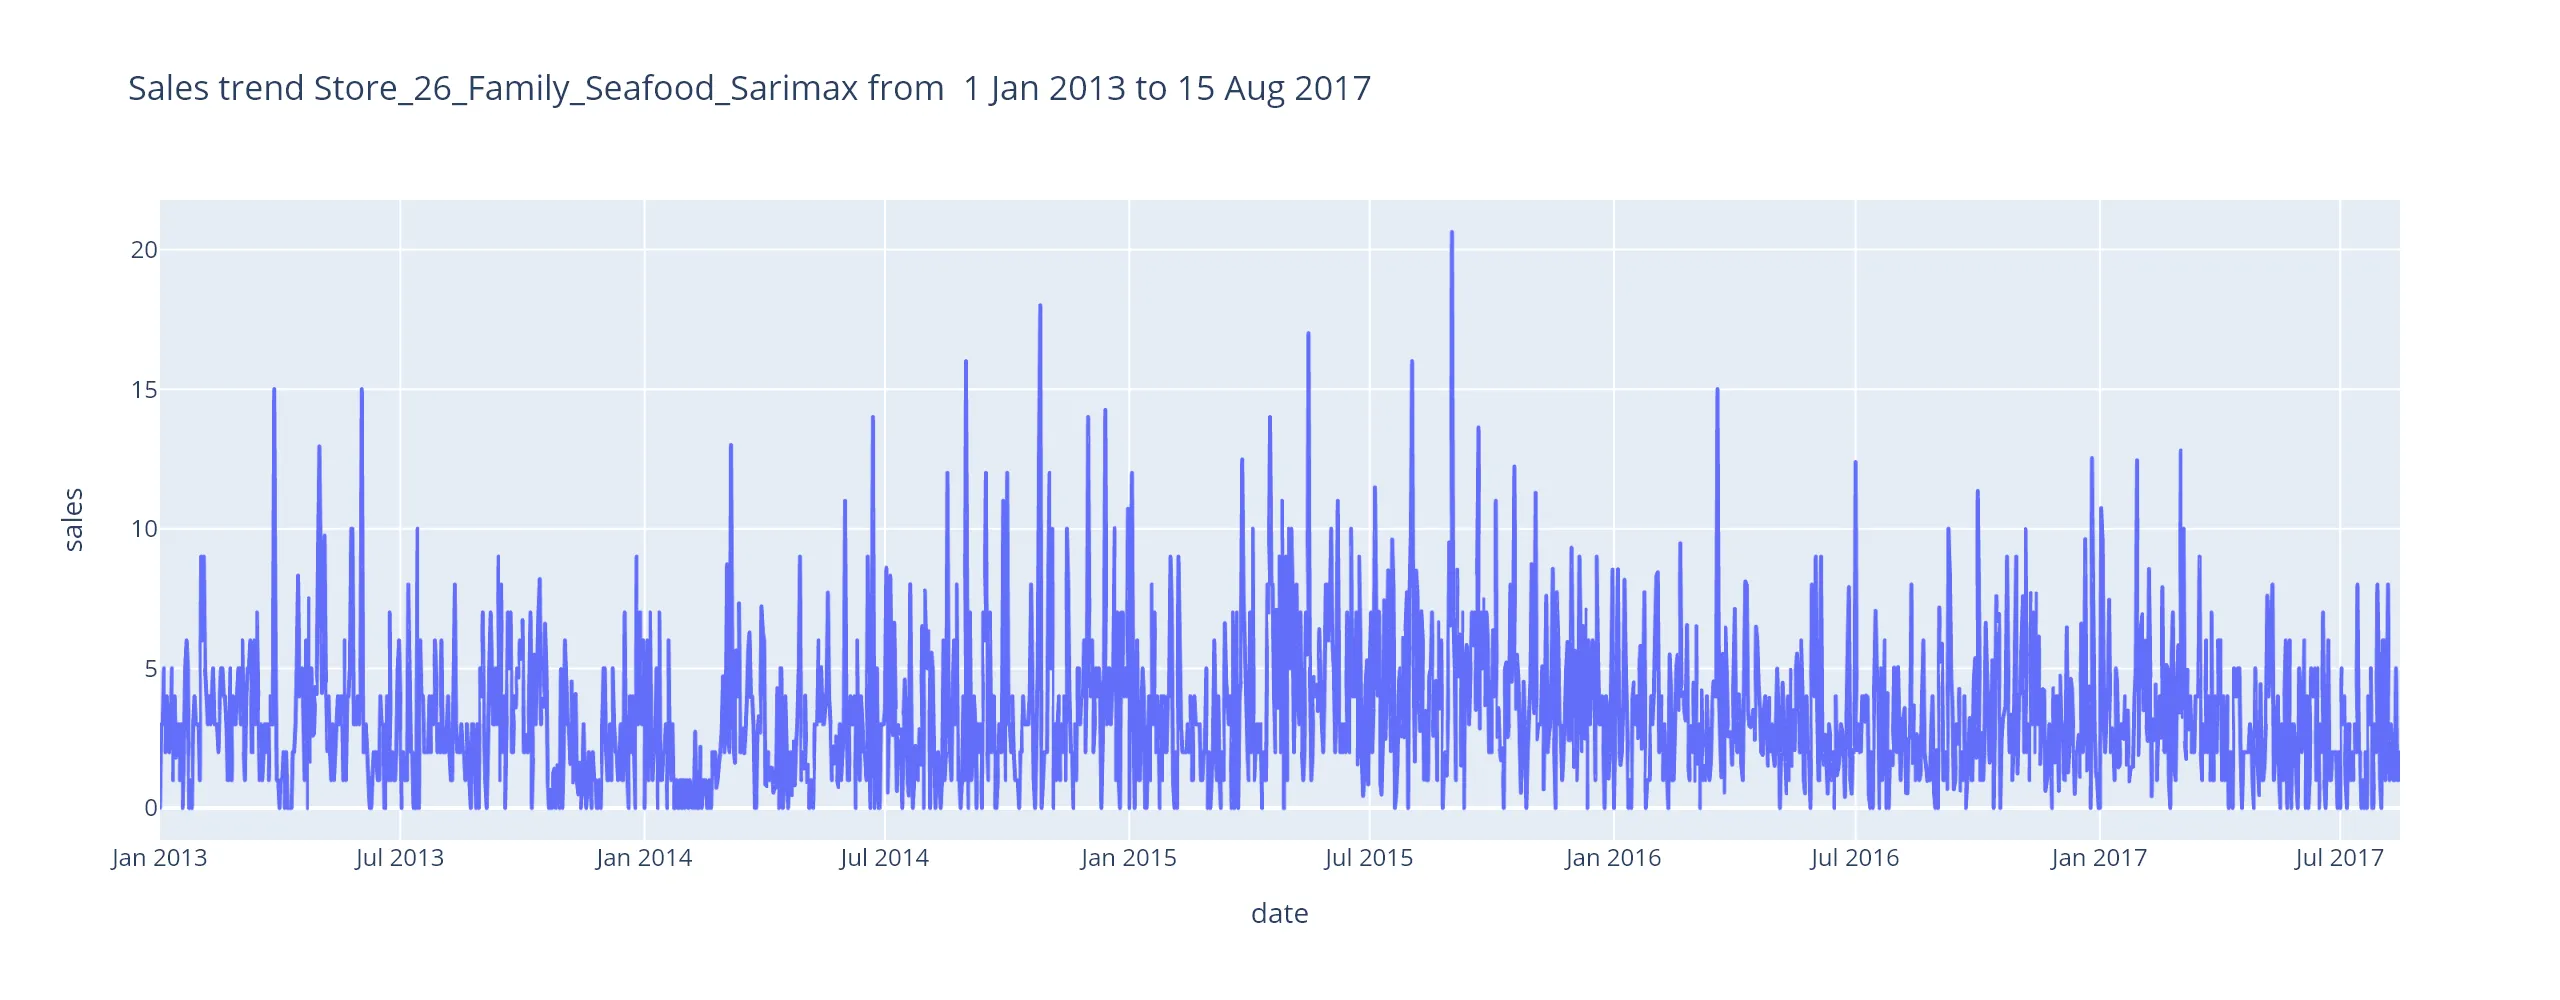 Sales trend Store_26_Family_Seafood_Sarimax from  1 Jan 2013 to 15 Aug 2017
20
15
10
5
0
sales
Jan 2013
Jul 2013
Jan 2014
Jul 2014
Jan 2015
Jul 2015
Jan 2016
Jul 2016
Jan 2017
Jul 2017
date